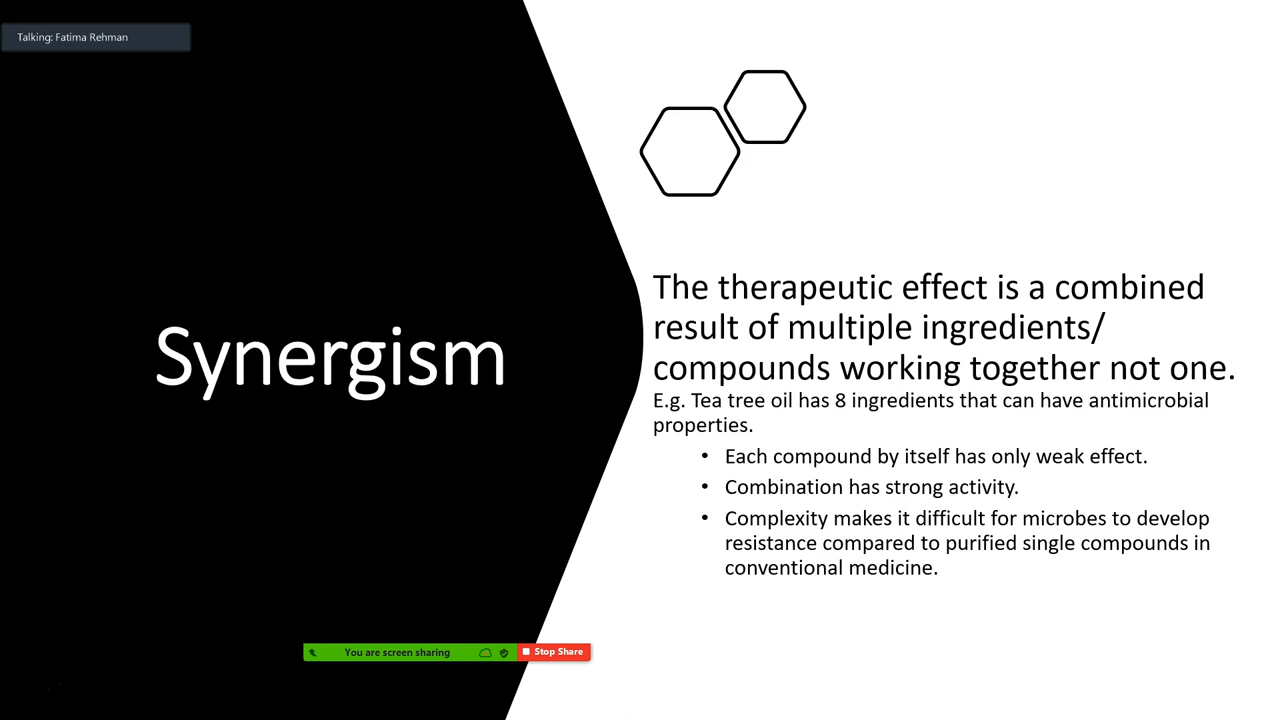 Talking: Fatima Rehman
Synergism
The therapeutic effect is a combined
result of multiple ingredients/
compounds working together not one.
E.g. Tea tree oil has 8 ingredients that can have antimicrobial
properties.
• Each compound by itself has only weak effect.
• Combination has strong activity.
• Complexity makes it difficult for microbes to develop
resistance compared to purified single compounds in
conventional medicine.
You are screen sharing
Stop Share